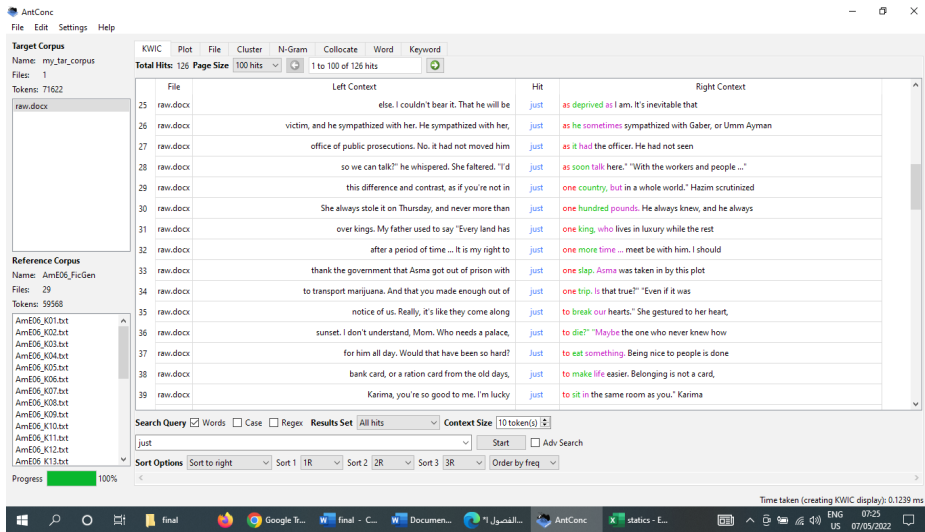 AntConc
File Edit Settings Help
Target Corpus
Name: my_tar_corpus
Files: 1
Tokens: 71622
raw.docx
Reference Corpus
Name: AmE06_FicGen
Files: 29
Tokens: 59568
AmE06_K01.txt
AmE06_K02.txt
AmE06_K03.txt
AmE06_K04.txt
AmE06_K05.txt
AmE06_K06.txt
AmE06_K07.txt
AmE06_K08.txt
AmE06_K09.txt
AmE06_K10.txt
AmE06_K11.txt
AmE06_K12.txt
AmE06_K13.txt
Progress 100%
KWIC Plot File Cluster N-Gram Collocate Word Keyword
Total Hits: 126 Page Size 100 hits 1 to 100 of 126 hits
File Left Context Hit Right Context
25 raw.docx else. I couldn't bear it. That he will be just as deprived as I am. It's inevitable that
26 raw.docx victim, and he sympathized with her. He sympathized with her, just as he sometimes sympathized with Gaber, or Umm Ayman
27 raw.docx office of public prosecutions. No. it had not moved him just as it had the officer. He had not seen
28 raw.docx so we can talk?" he whispered. She faltered. "I'd just as soon talk here." "With the workers and people ..."
29 raw.docx this difference and contrast, as if you're not in just one country, but in a whole world." Hazim scrutinized
30 raw.docx She always stole it on Thursday, and never more than just one hundred pounds. He always knew, and he always
31 raw.docx over kings. My father used to say "Every land has just one king, who lives in luxury while the rest
32 raw.docx after a period of time ... It is my right to just one more time ... meet be with him. I should
33 raw.docx thank the government that Asma got out of prison with just one slap. Asma was taken in by this plot
34 raw.docx to transport marijuana. And that you made enough out of just one trip. Is that true?" "Even if it was
35 raw.docx notice of us. Really, it's like they come along just to break our hearts." She gestured to her heart,
36 raw.docx sunset. I don't understand, Mom. Who needs a palace, just to die?" "Maybe the one who never knew how
37 raw.docx for him all day. Would that have been so hard? Just to eat something. Being nice to people is done
38 raw.docx bank card, or a ration card from the old days, just to make life easier. Belonging is not a card,
39 raw.docx Karima, you're so good to me. I'm lucky just to sit in the same room as you." Karima
Search Query Words Case Regex Results Set All hits Context Size 10 token(s)
just Start Adv Search
Sort Options Sort to right Sort 1 1R Sort 2 2R Sort 3 3R Order by freq
Time taken (creating KWIC display): 0.1239 ms
final Google Tr... final - C... Documen... الفصول "ا... AntConc statics - E... ENG 07:25
US 07/05/2022